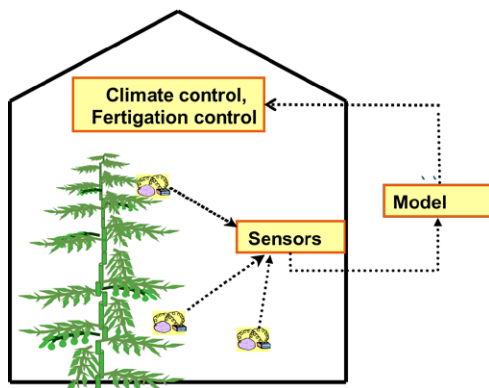 Climate control,
Fertigation control
Model
Sensors